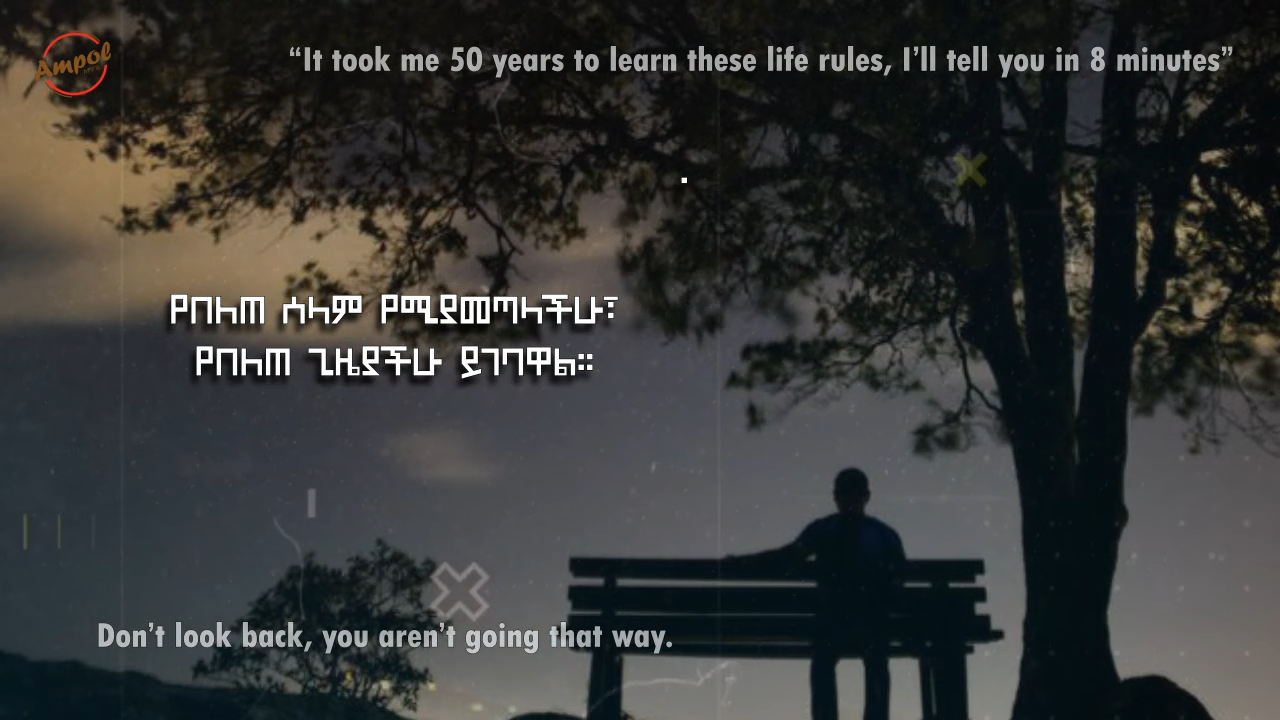 Ampol
“It took me 50 years to learn these life rules, I’ll tell you in 8 minutes”
የበለጠ ሰላም የሚያመጣላችሁ፣
የበለጠ ጊዜያችሁ ይገባዋል።
Don’t look back, you aren’t going that way.